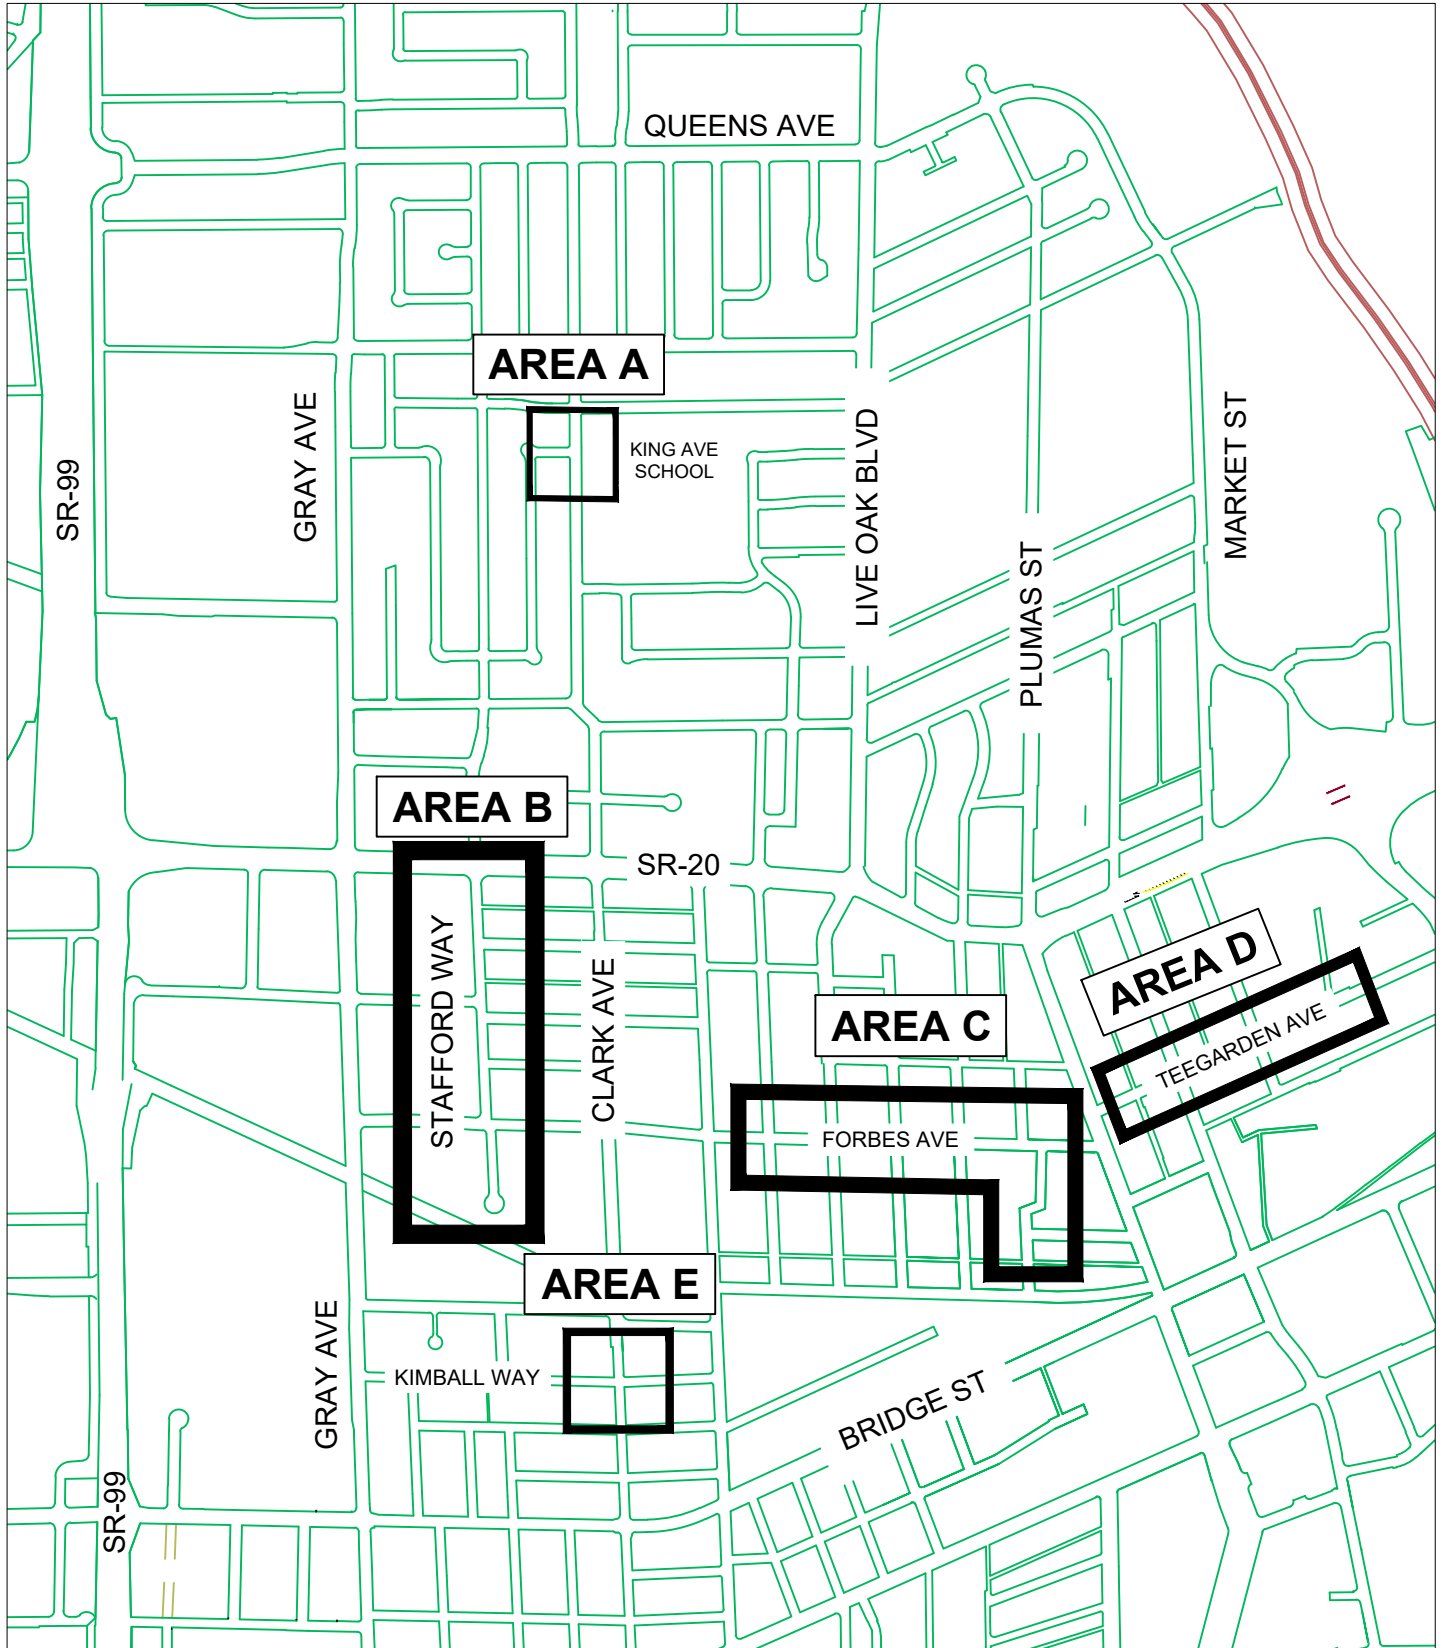 QUEENS AVE
AREA A
GRAY AVE
KING AVE
SCHOOL
LIVE OAK BLVD
MARKET ST
SR-99
PLUMAS ST
AREA B
SR-20
STAFFORD WAY
CLARK AVE
AREA D
AREA C
TEEGARDEN AVE
FORBES AVE
AREA E
GRAY AVE
KIMBALL WAY
BRIDGE ST
SR-99